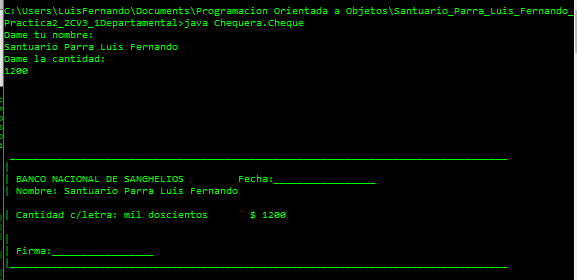 C:\Users\LuisFernando\Documents\Programacion Orientada a Objetos\Santuario_Parra_Luis_Fernando_
Practica2_2CV3_1Departamental>java Chequera.Cheque
Dame tu nombre:
Santuario Parra Luis Fernando
Dame la cantidad:
1200
BANCO NACIONAL DE SANGHELIOS Fecha:_________________
Nombre: Santuario Parra Luis Fernando
Cantidad c/letra: mil doscientos $ 1200
Firma:_________________